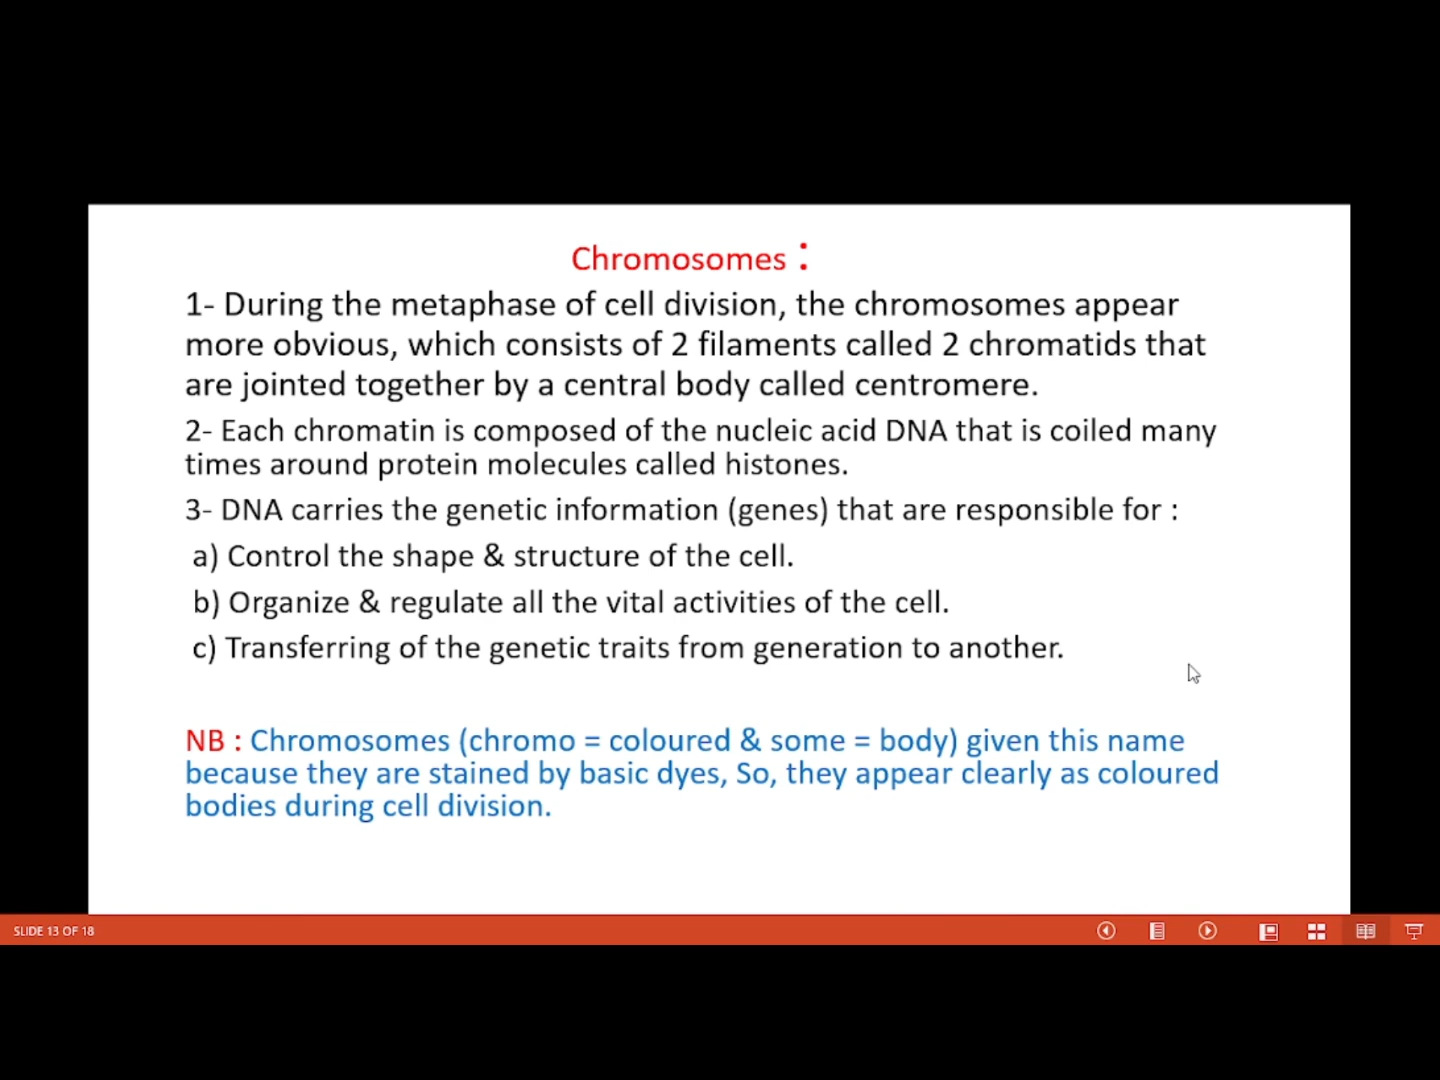 Chromosomes :
1- During the metaphase of cell division, the chromosomes appear
more obvious, which consists of 2 filaments called 2 chromatids that
are jointed together by a central body called centromere.
2- Each chromatin is composed of the nucleic acid DNA that is coiled many
times around protein molecules called histones.
3- DNA carries the genetic information (genes) that are responsible for :
a) Control the shape & structure of the cell.
b) Organize & regulate all the vital activities of the cell.
c) Transferring of the genetic traits from generation to another.
NB : Chromosomes (chromo = coloured & some = body) given this name
because they are stained by basic dyes, So, they appear clearly as coloured
bodies during cell division.
SLIDE 13 OF 18